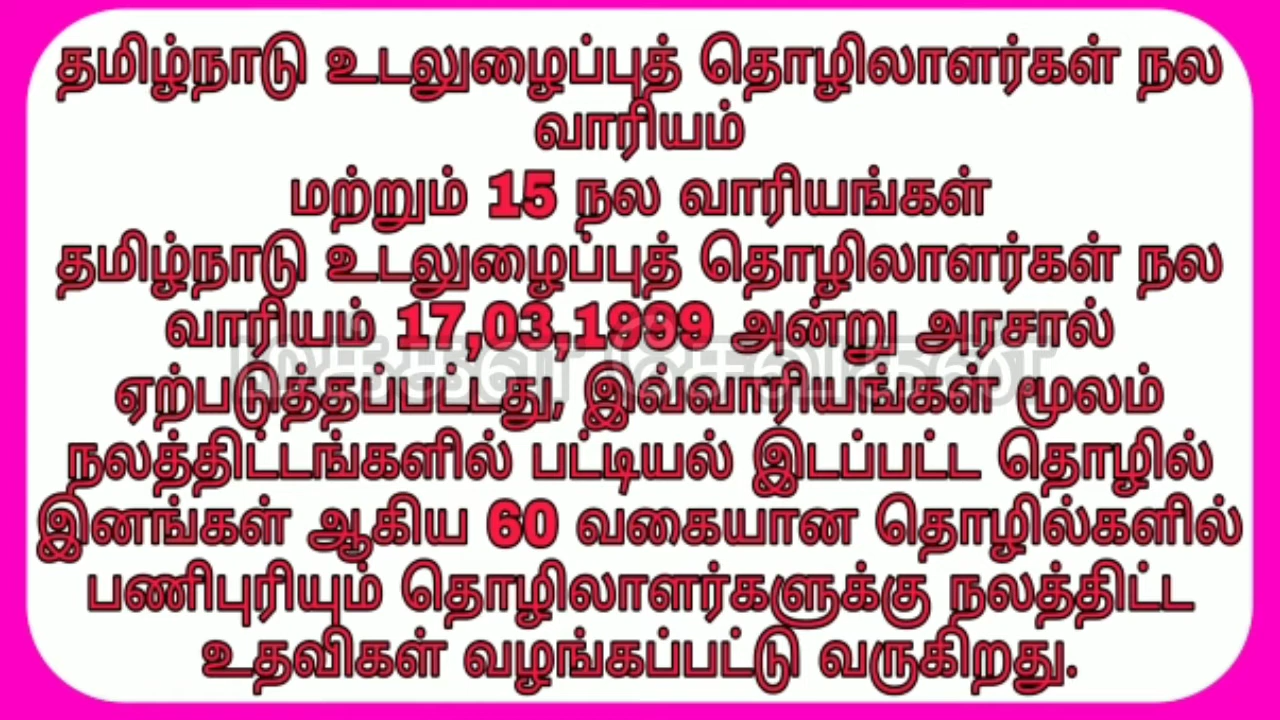 தமிழ்நாடு உடலுழைப்புத் தொழிலாளர்கள் நல
வாரியம்
மற்றும் 15 நல வாரியங்கள்
தமிழ்நாடு உடலுழைப்புத் தொழிலாளர்கள் நல
வாரியம் 17,03,1999 அன்று அரசால்
ஏற்படுத்தப்பட்டது, இவ்வாரியங்கள் மூலம்
நலத்திட்டங்களில் பட்டியல் இடப்பட்ட தொழில்
இனங்கள் ஆகிய 60 வகையான தொழில்களில்
பணிபுரியும் தொழிலாளர்களுக்கு நலத்திட்ட
உதவிகள் வழங்கப்பட்டு வருகிறது.